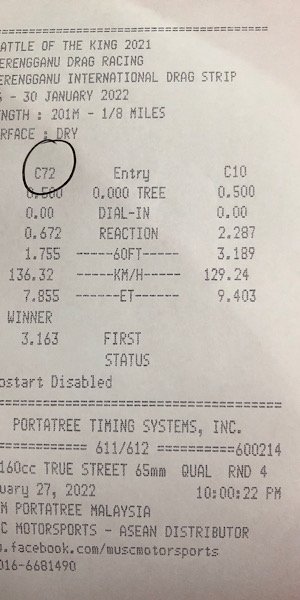 =============================
ATTLE OF THE KING 2021
ERENGGANU DRAG RACING
ERENGGANU INTERNATIONAL DRAG STRIP
- 30 JANUARY 2022
NGTH : 201M - 1/8 MILES
RFACE : DRY
C72 Entry C10
0.500 0.000 TREE 0.500
0.00 DIAL-IN 0.00
0.672 REACTION 2.287
1.755 -----60FT----- 3.189
136.32 -----KM/H----- 129.24
7.855 ------ET------ 9.403
WINNER
3.163 FIRST
STATUS
ostart Disabled
=============================
PORTATREE TIMING SYSTEMS, INC.
=========== 611/612 ==========600214
160cc TRUE STREET 65mm QUAL RND 4
uary 27, 2022 10:00:22 PM
M PORTATREE MALAYSIA
C MOTORSPORTS - ASEAN DISTRIBUTOR
.facebook.com/muscmotorsports
016-6681490